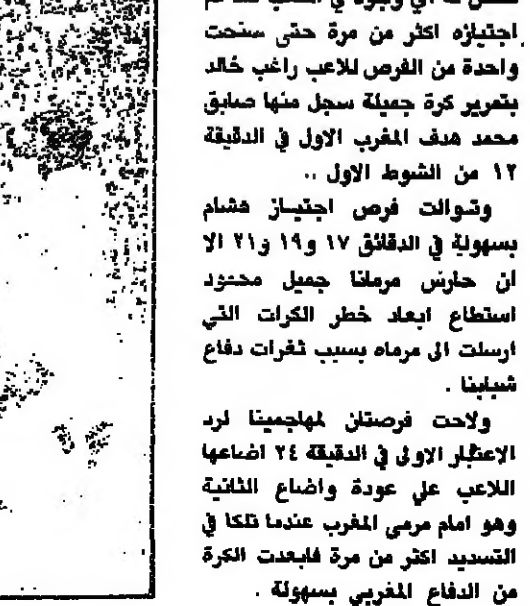 اجتيازه اكثر من مرة حتى سنحت
واحدة من الفرص للاعب راغب خالد
بتمرير كرة جميلة سجل منها صابق
محمد هدف المغرب الاول في الدقيقة
١٢ من الشوط الاول ..
وتوالت فرص اجتياز هشام
بسهولة في الدقائق ١٧ و١٩ و٢١ الا
ان حارس مرمانا جميل محمود
استطاع ابعاد خطر الكرات التي
ارسلت الى مرماه بسبب ثغرات دفاع
شبابنا .
ولاحت فرصتان لمهاجمينا لرد
الاعتبار الاولى في الدقيقة ٢٤ اضاعها
اللاعب علي عودة واضاع الثانية
وهو امام مرمى المغرب عندما تلكا في
التسديد اكثر من مرة فابعدت الكرة
من الدفاع المغربي بسهولة .